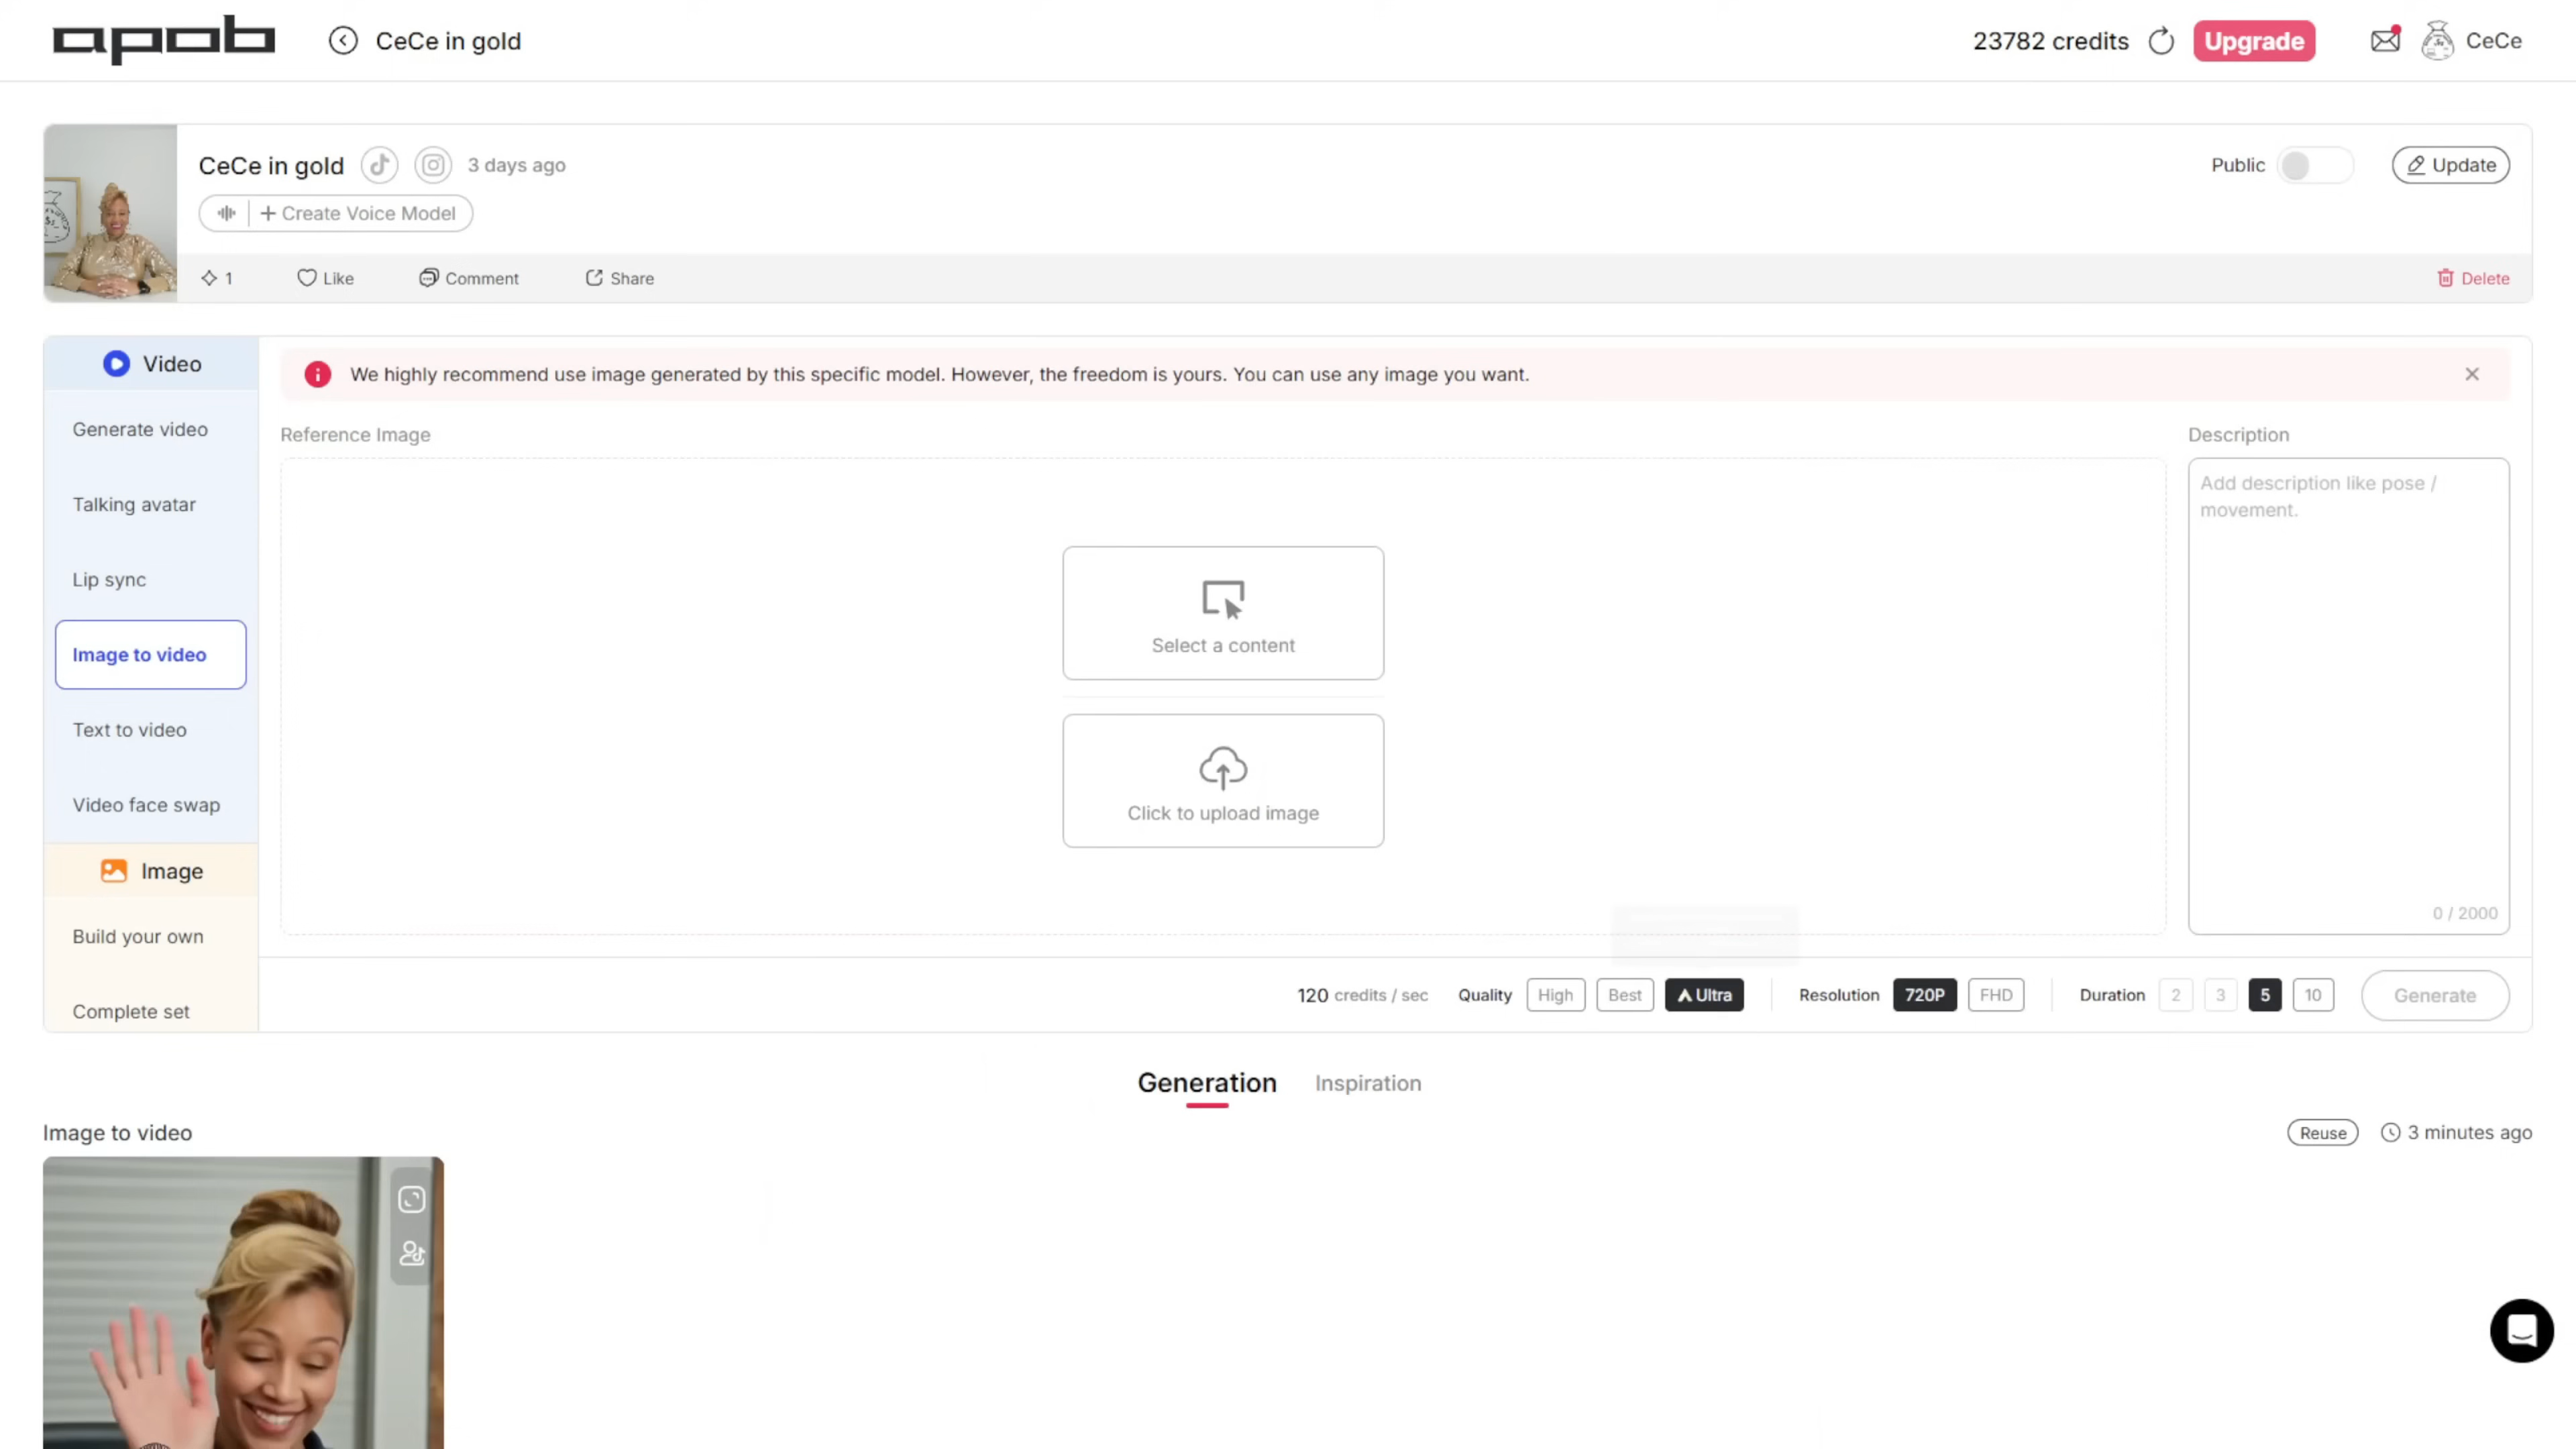 apob
CeCe in gold
23782 credits
Upgrade
CeCe
CeCe in gold
3 days ago
Public
Update
+ Create Voice Model
1
Like
Comment
Share
Delete
Video
We highly recommend use image generated by this specific model. However, the freedom is yours. You can use any image you want.
Generate video
Talking avatar
Lip sync
Image to video
Text to video
Video face swap
Image
Build your own
Complete set
Reference Image
Select a content
Click to upload image
Description
Add description like pose /
movement.
0 / 2000
120 credits / sec
Quality
High
Best
Ultra
Resolution
720P
FHD
Duration
2
3
5
10
Generate
Generation
Inspiration
Image to video
Reuse
3 minutes ago